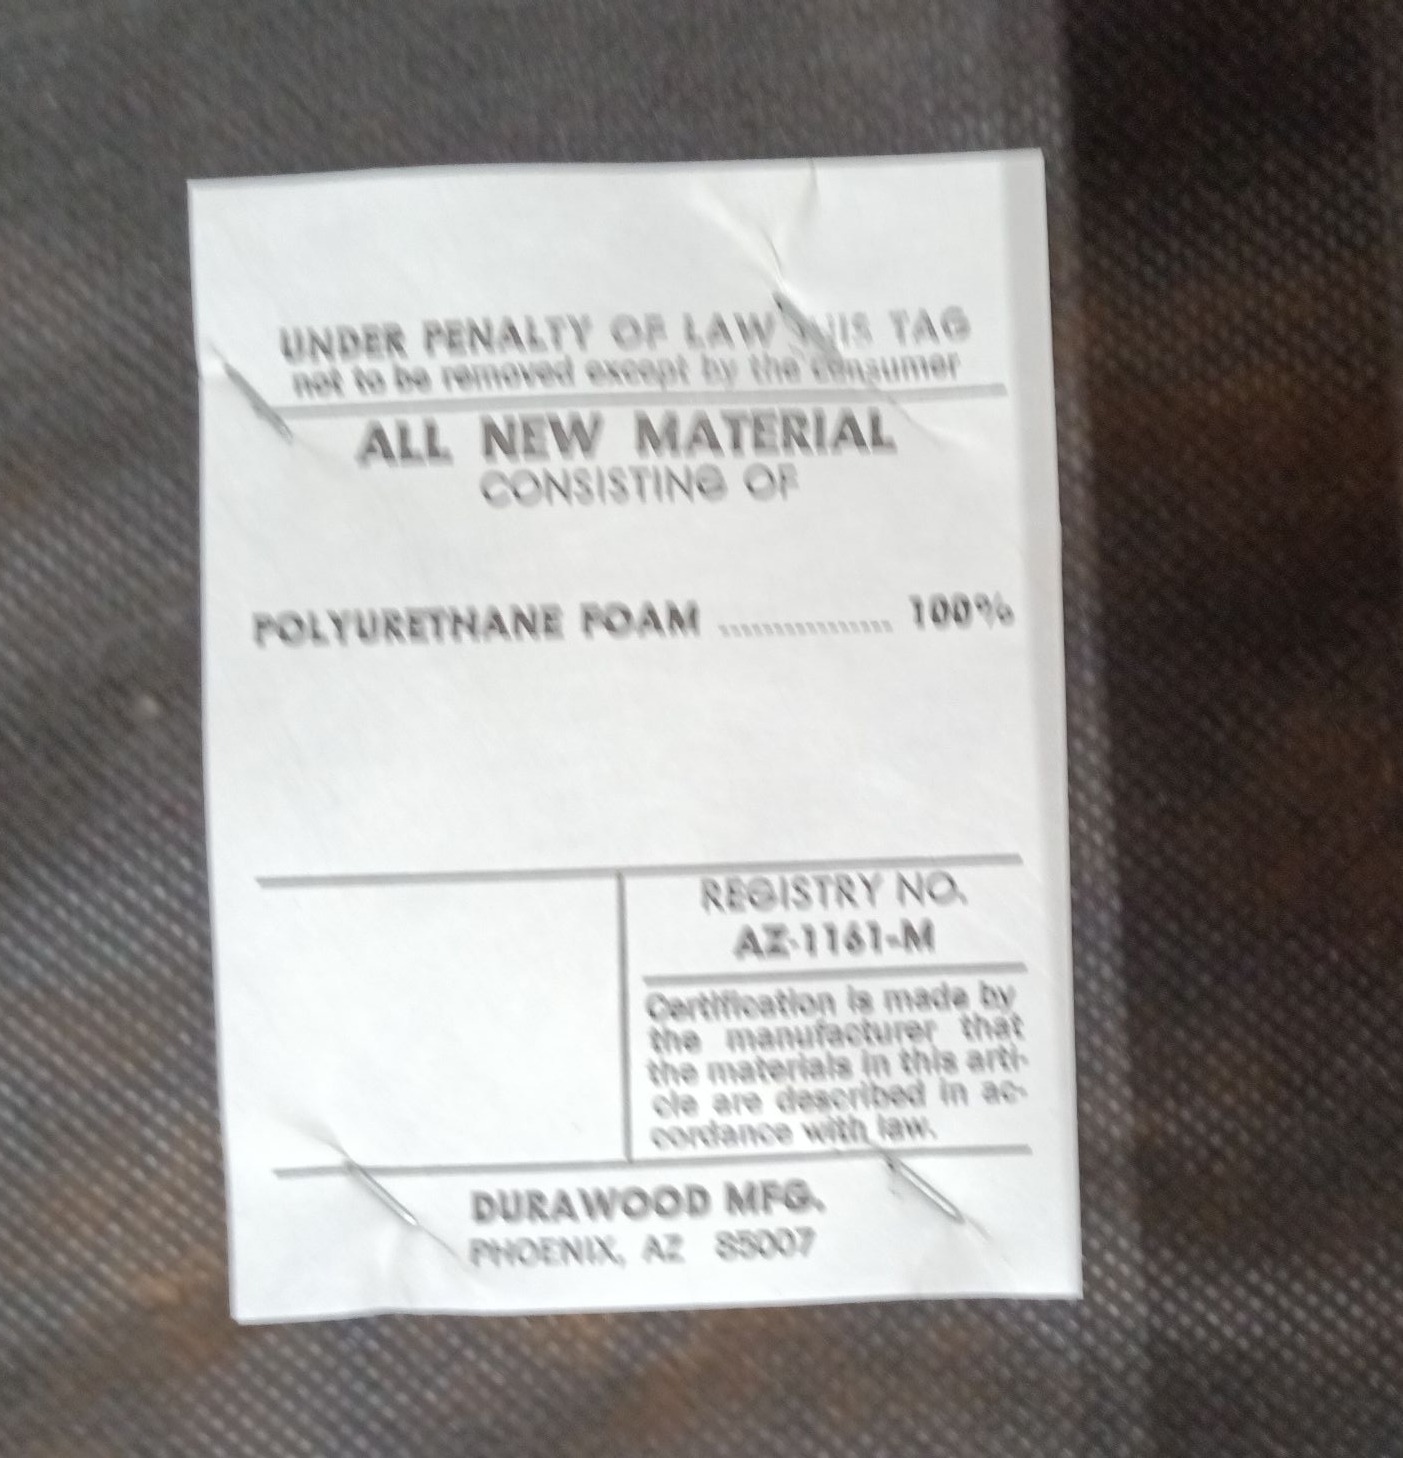 UNDER PENALTY OF LAW THIS TAG
not to be removed except by the consumer
ALL NEW MATERIAL
CONSISTING OF
POLYURETHANE FOAM ................ 100%
REGISTRY NO.
AZ-1161-M
Certification is made by
the manufacturer that
the materials in this arti-
cle are described in ac-
cordance with law.
DURAWOOD MFG.
PHOENIX, AZ 85007